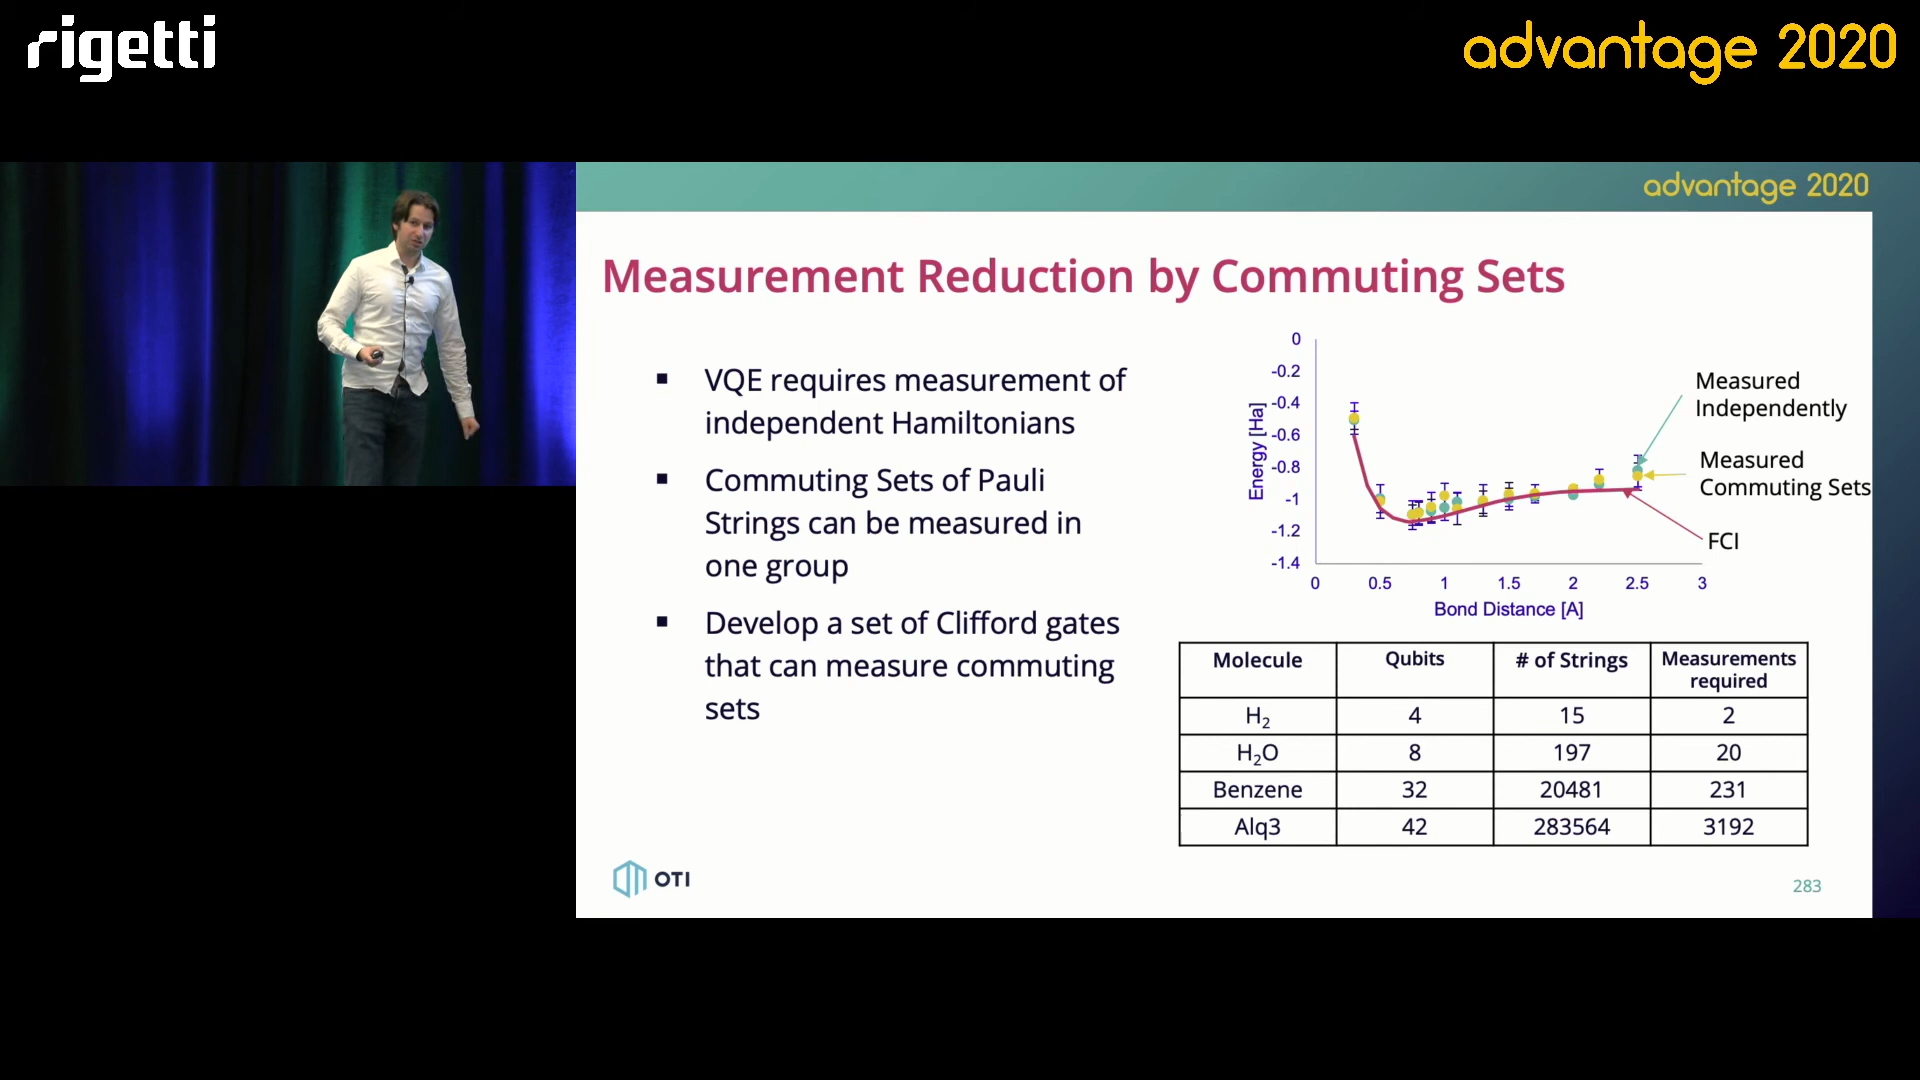 rigetti
advantage 2020
advantage 2020
Measurement Reduction by Commuting Sets
▪ VQE requires measurement of
independent Hamiltonians
▪ Commuting Sets of Pauli
Strings can be measured in
one group
▪ Develop a set of Clifford gates
that can measure commuting
sets
Energy [Ha]
0
-0.2
-0.4
-0.6
-0.8
-1
-1.2
-1.4
0 0.5 1 1.5 2 2.5 3
Bond Distance [A]
Measured
Independently
Measured
Commuting Sets
FCI
Molecule Qubits # of Strings Measurements
required
H₂ 4 15 2
H₂O 8 197 20
Benzene 32 20481 231
Alq3 42 283564 3192
OTI
283